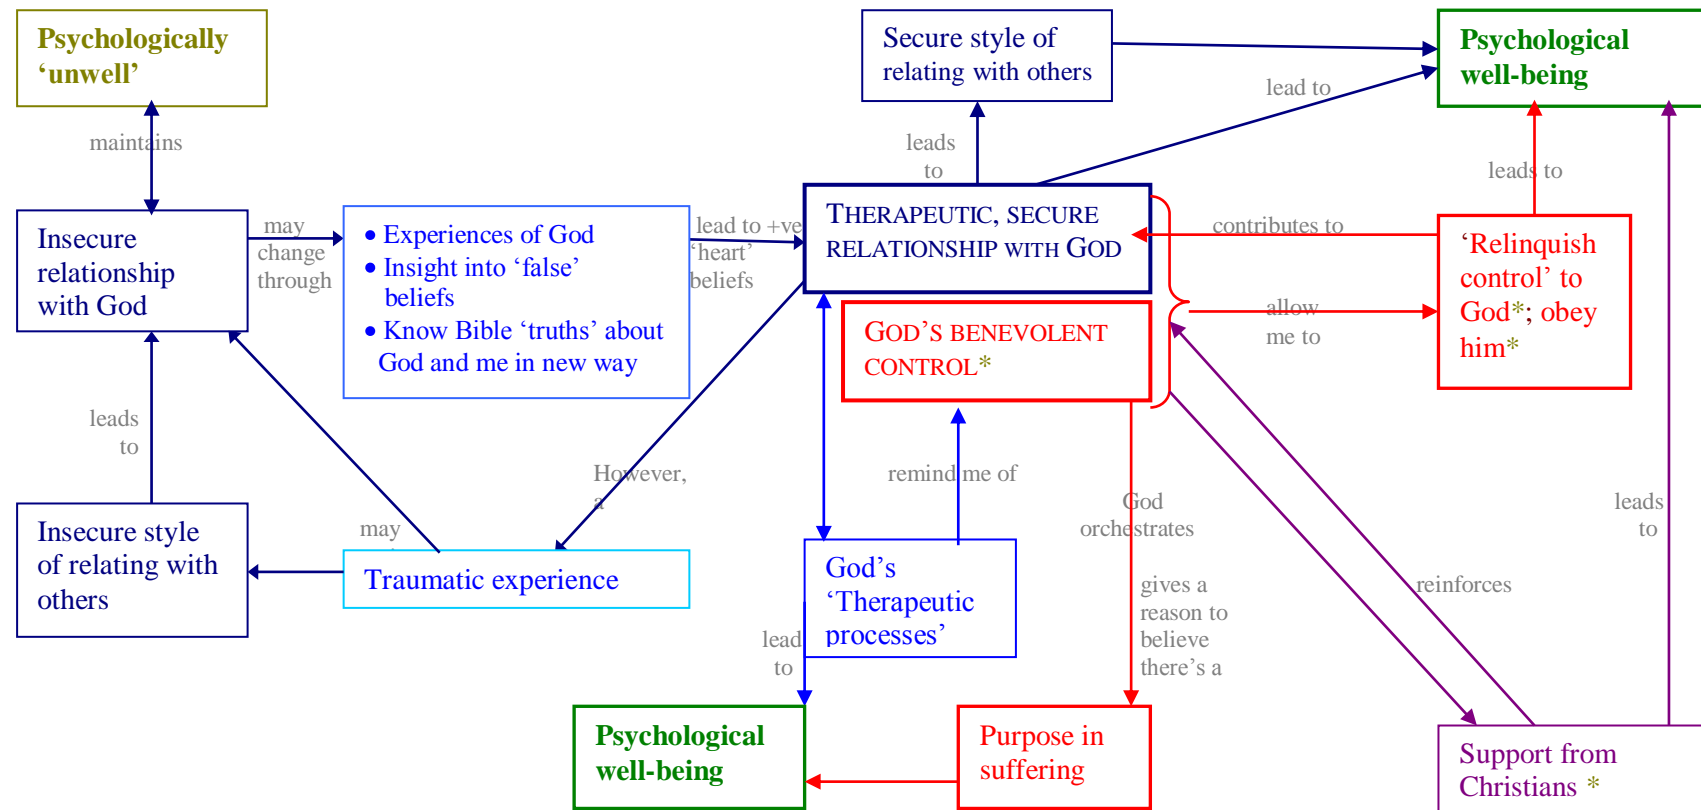 Psychologically
‘unwell’
Secure style of
relating with others
Psychological
well-being
lead to
maintains
leads
to
leads to
Insecure
relationship
with God
may
change
through
• Experiences of God
• Insight into ‘false’
beliefs
• Know Bible ‘truths’ about
God and me in new way
lead to +ve
‘heart’
beliefs
THERAPEUTIC, SECURE
RELATIONSHIP WITH GOD
contributes to
‘Relinquish
control’ to
God*; obey
him*
allow
me to
GOD’S BENEVOLENT
CONTROL*
leads
to
However,
a
remind me of
God
orchestrates
leads
to
Insecure style
of relating with
others
may
Traumatic experience
God’s
‘Therapeutic
processes’
gives a
reason to
believe
there’s a
reinforces
lead
to
Psychological
well-being
Purpose in
suffering
Support from
Christians *